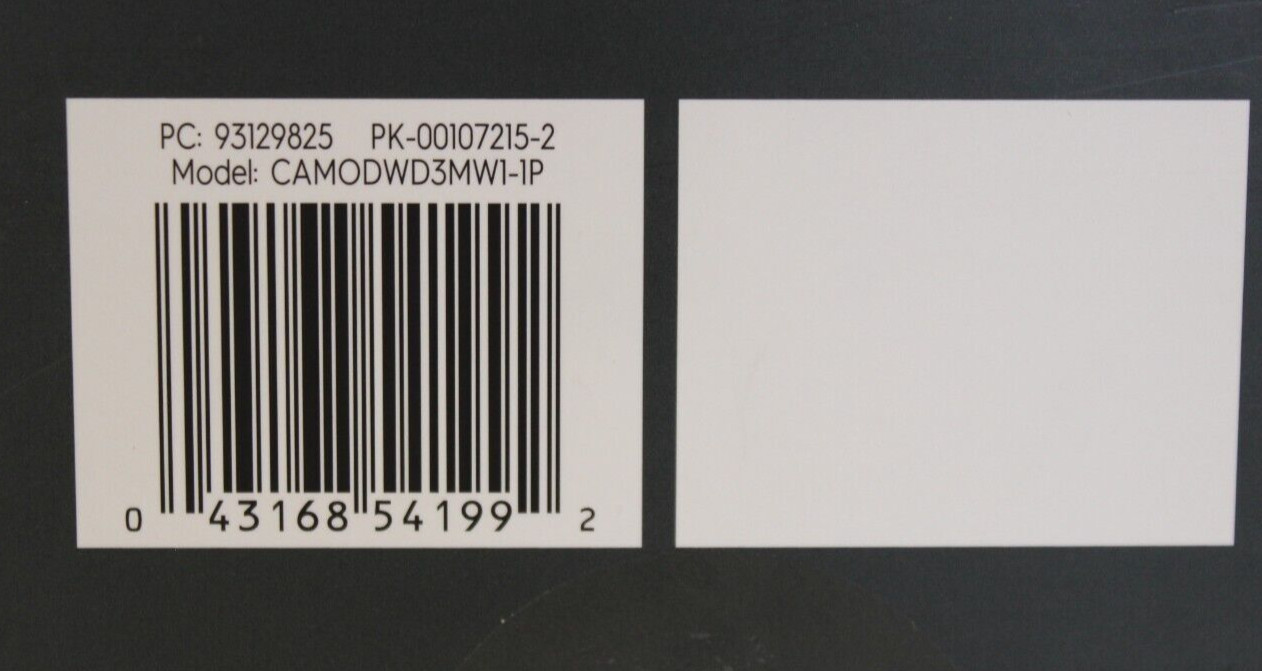 PC: 93129825 PK-00107215-2
Model: CAMODWD3MW1-1P
0 43168 54199 2